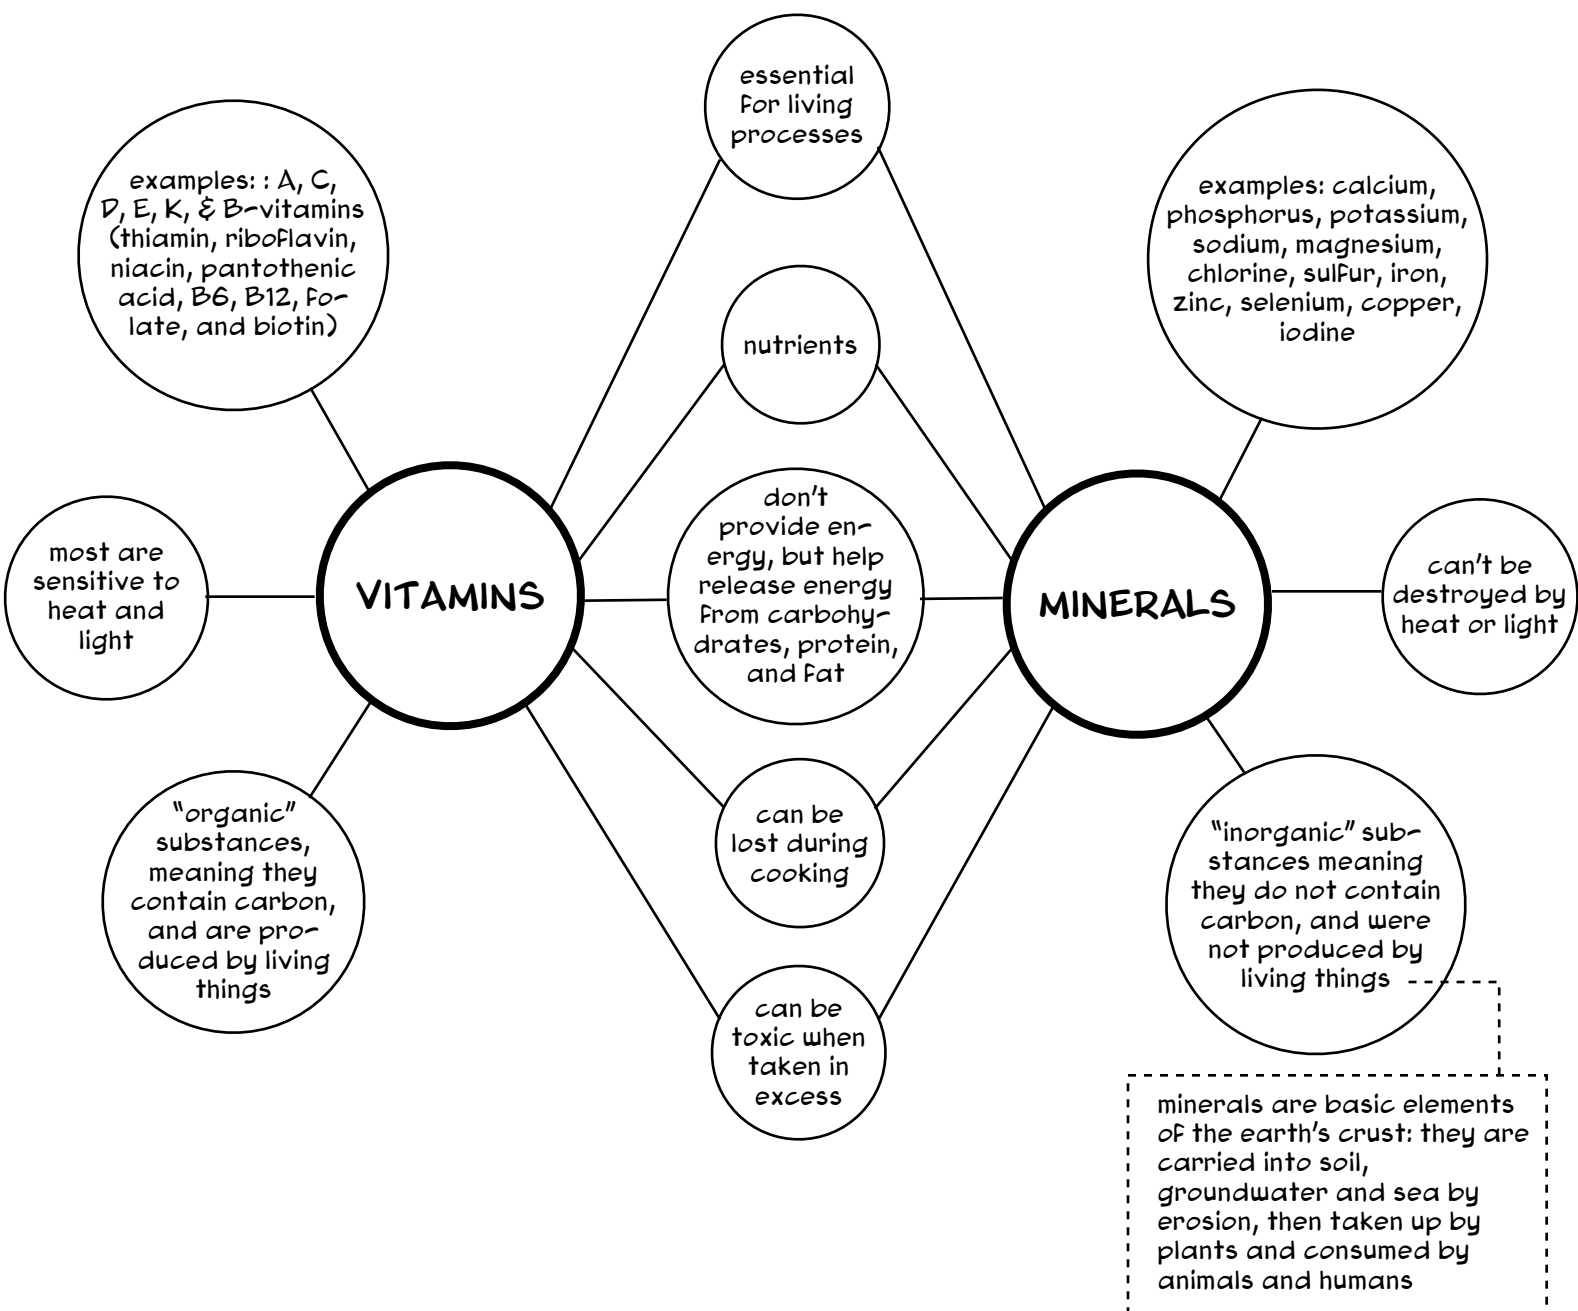 essential
for living
processes
examples: : A, C,
D, E, K, & B-vitamins
(thiamin, riboflavin,
niacin, pantothenic
acid, B6, B12, fo-
late, and biotin)
examples: calcium,
phosphorus, potassium,
sodium, magnesium,
chlorine, sulfur, iron,
zinc, selenium, copper,
iodine
nutrients
most are
sensitive to
heat and
light
VITAMINS
don't
provide en-
ergy, but help
release energy
from carbohy-
drates, protein,
and fat
MINERALS
can't be
destroyed by
heat or light
"organic"
substances,
meaning they
contain carbon,
and are pro-
duced by living
things
can be
lost during
cooking
"inorganic" sub-
stances meaning
they do not contain
carbon, and were
not produced by
living things
can be
toxic when
taken in
excess
minerals are basic elements
of the earth's crust: they are
carried into soil,
groundwater and sea by
erosion, then taken up by
plants and consumed by
animals and humans